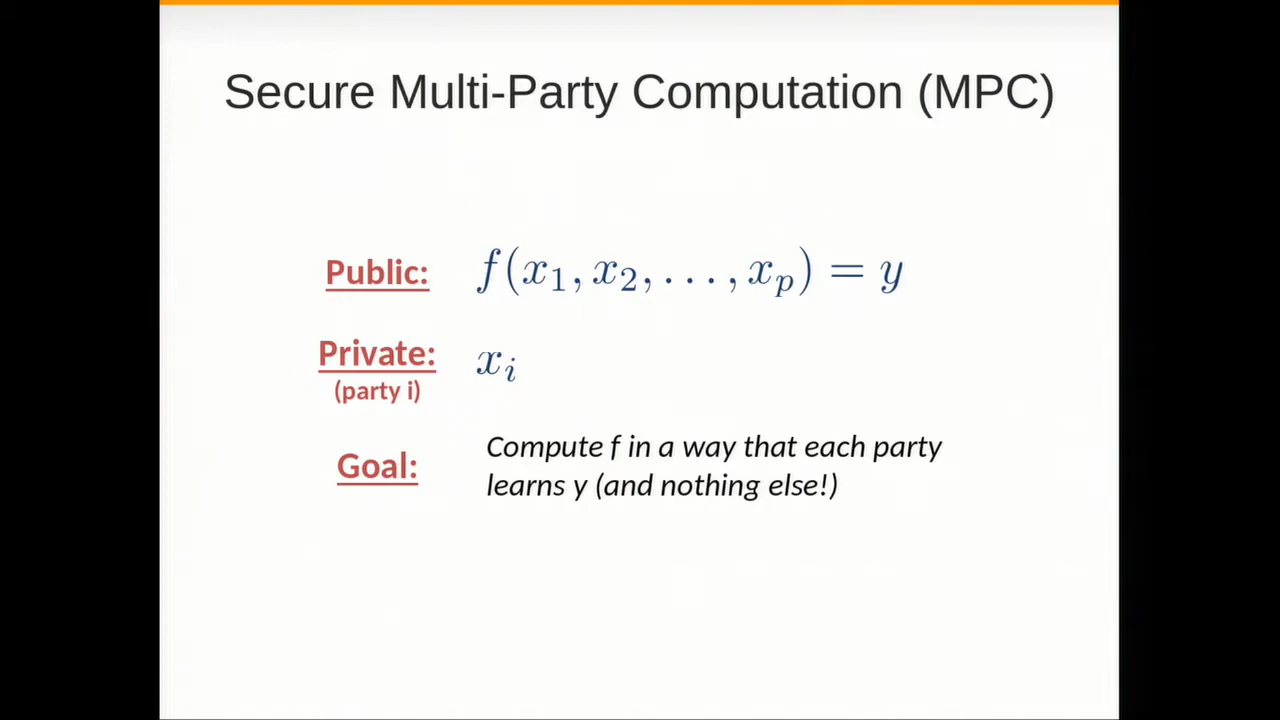 Secure Multi-Party Computation (MPC)
Public: f(x₁, x₂, . . . , xₚ) = y
Private: xᵢ
(party i)
Goal: Compute f in a way that each party
learns y (and nothing else!)